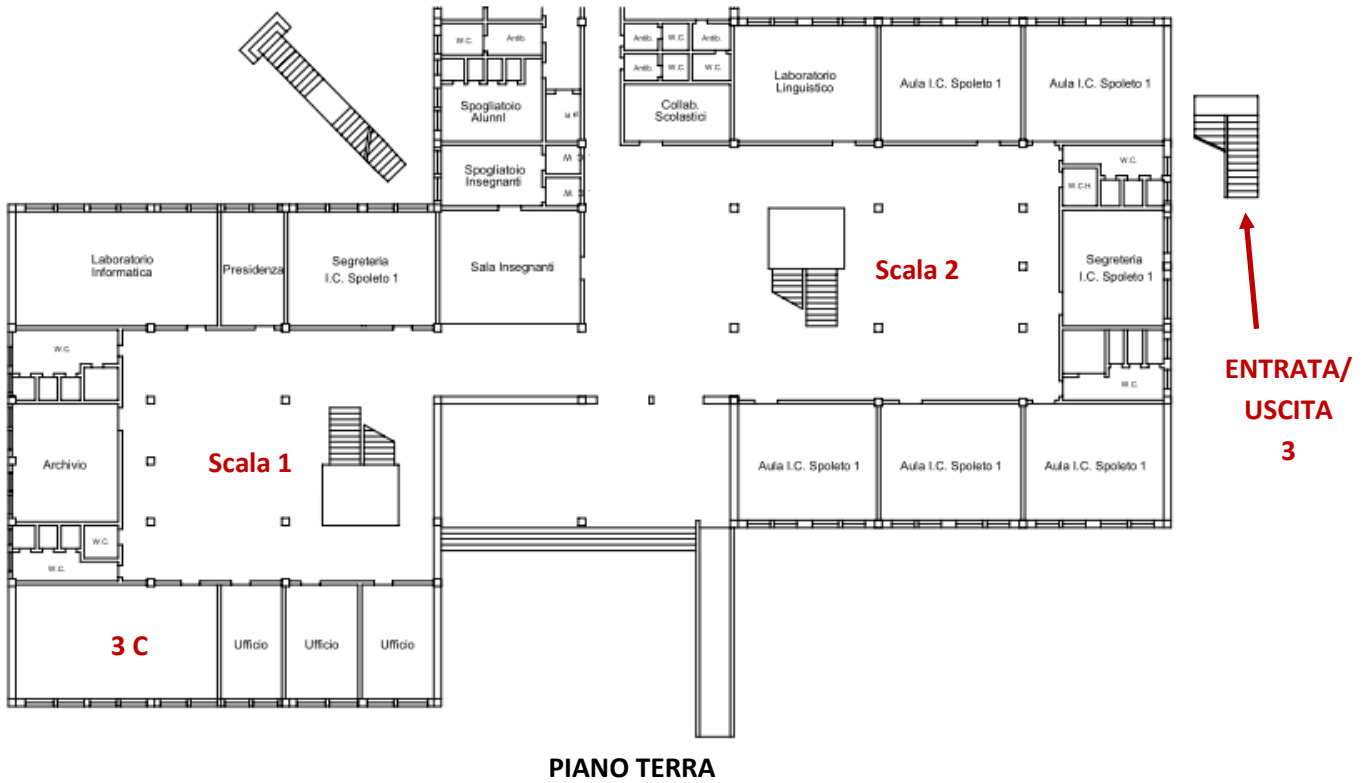 W.C.
Antib.
Antib.
W.C.
Antib.
Antib.
W.C.
W.C.
Spogliatoio
Alunni
Collab.
Scolastici
Laboratorio
Linguistico
Aula I.C. Spoleto 1
Aula I.C. Spoleto 1
Spogliatoio
Insegnanti
W.C.
W.C.H.
Laboratorio
Informatica
Presidenza
Segreteria
I.C. Spoleto 1
Sala Insegnanti
Scala 2
Segreteria
I.C. Spoleto 1
W.C.
W.C.
ENTRATA/
USCITA
3
Archivio
Scala 1
Aula I.C. Spoleto 1
Aula I.C. Spoleto 1
Aula I.C. Spoleto 1
W.C.
W.C.
3 C
Ufficio
Ufficio
Ufficio
PIANO TERRA